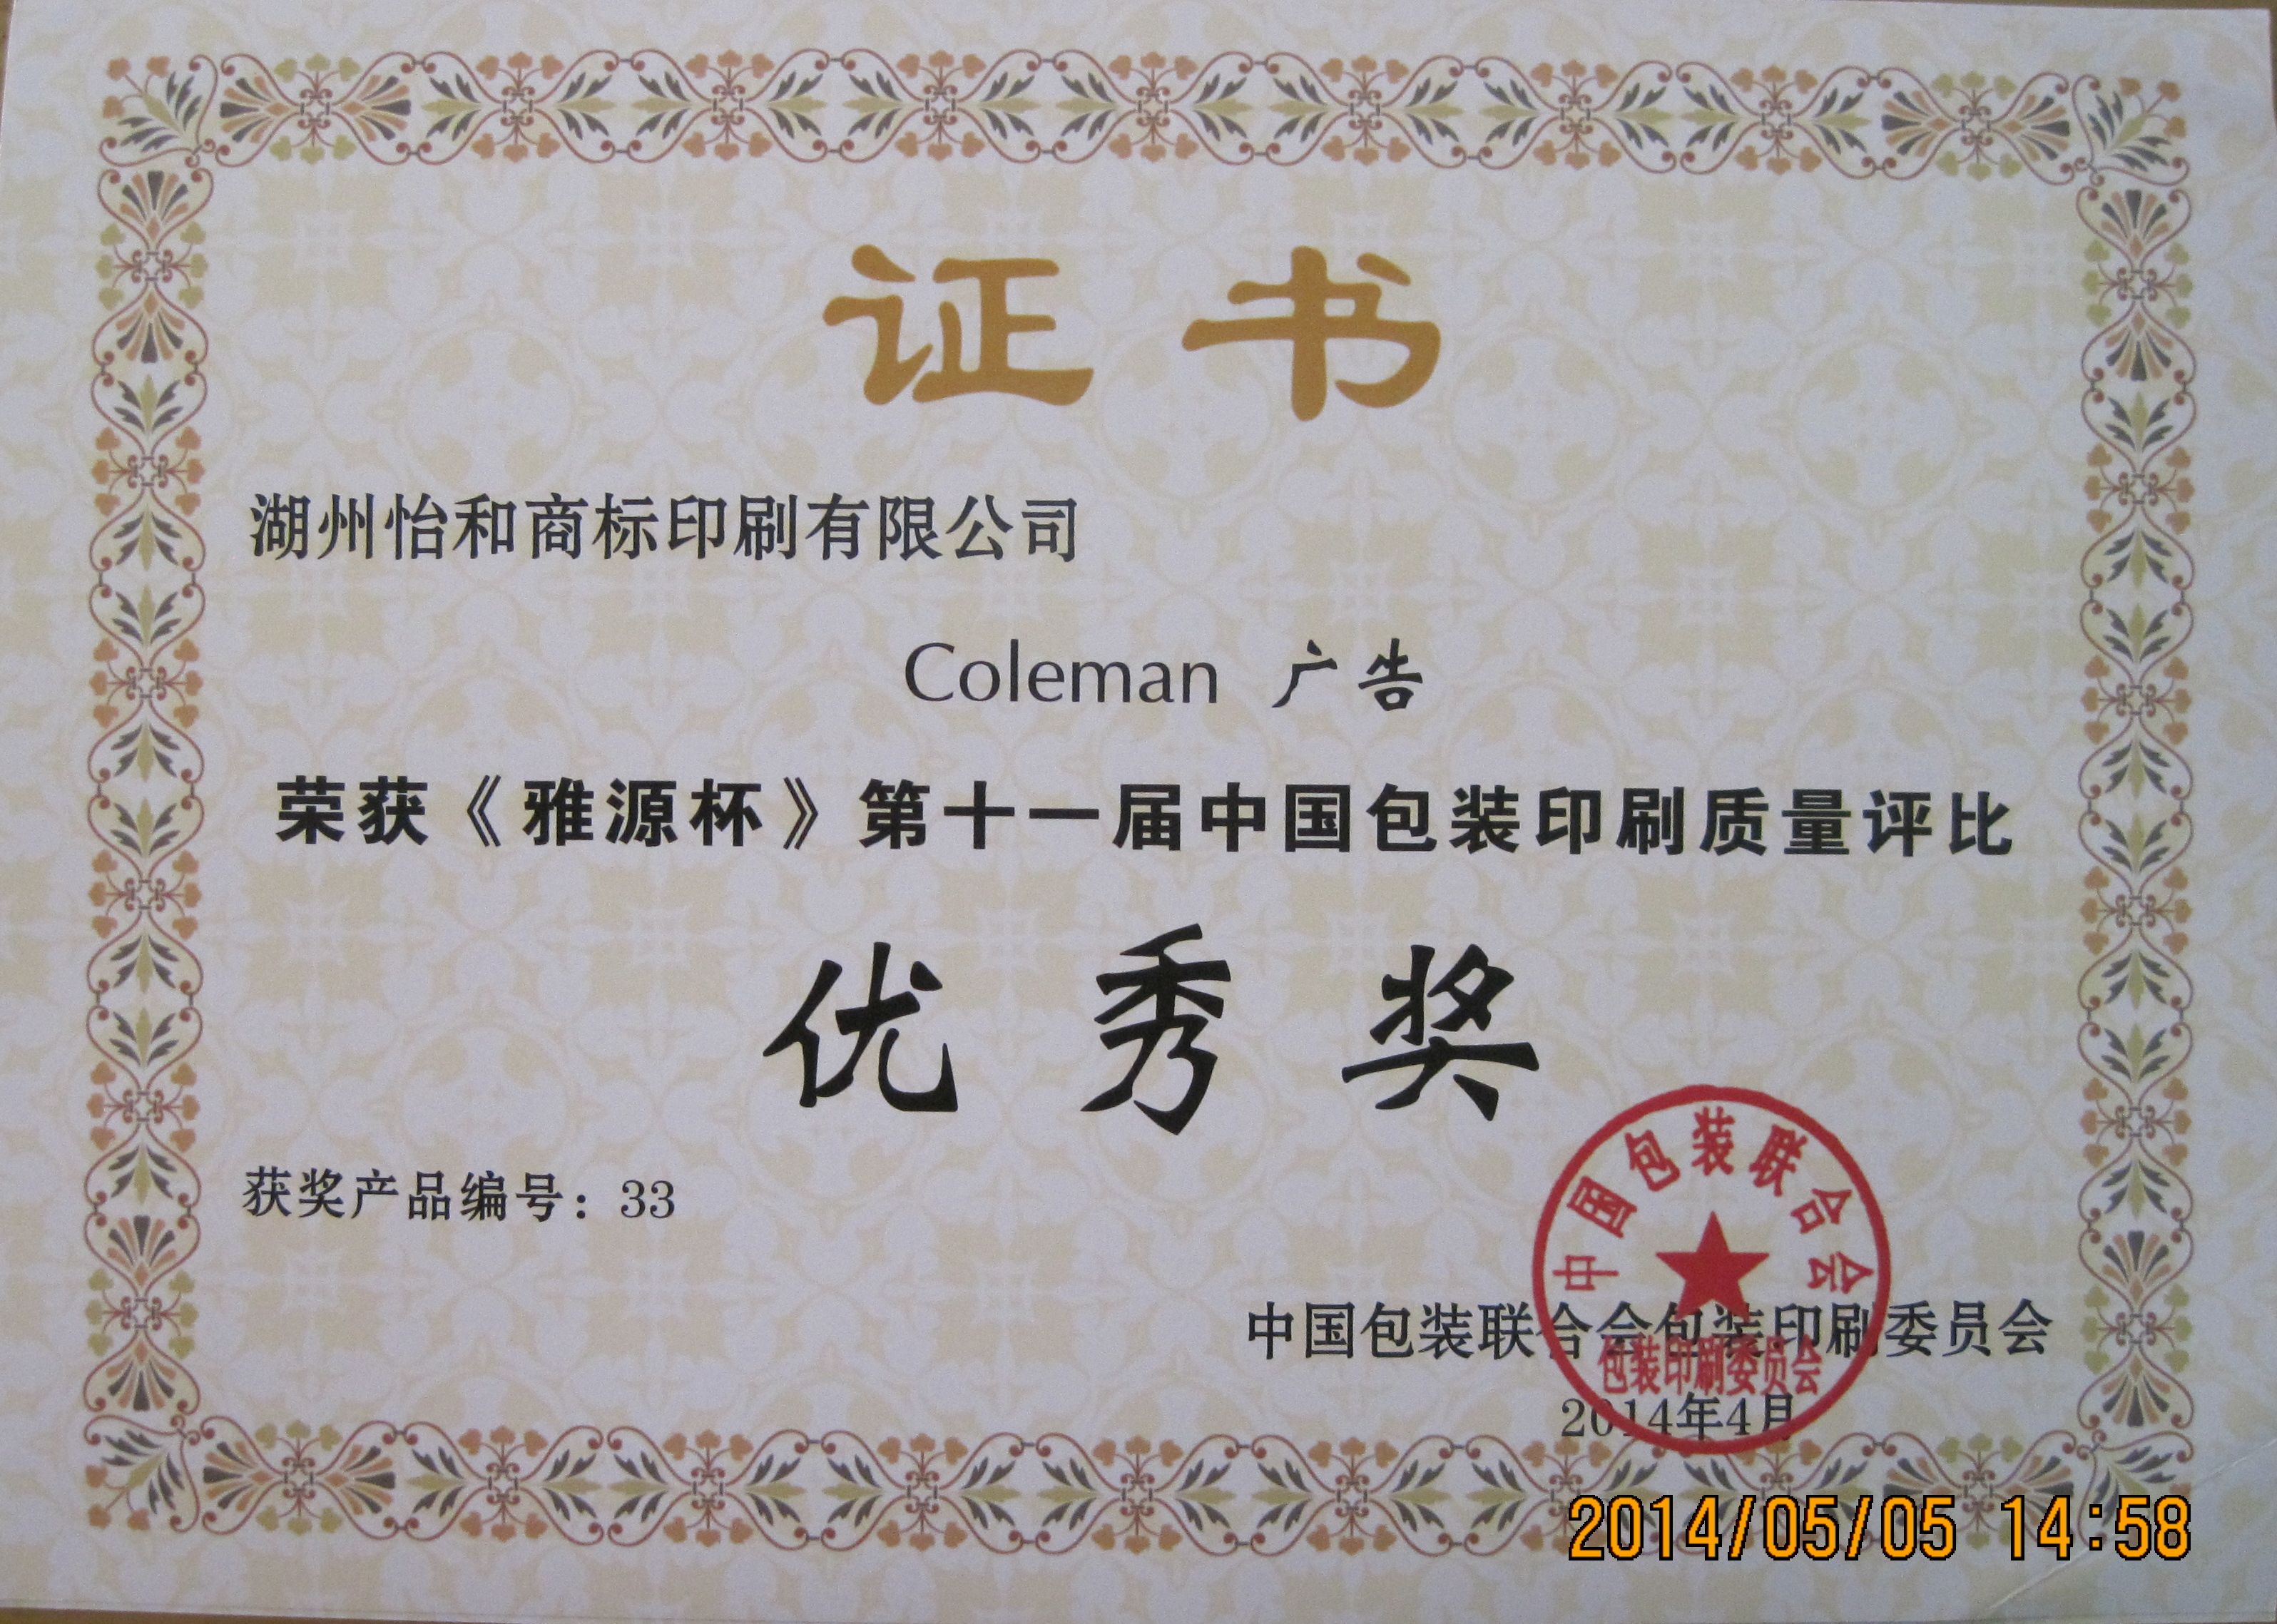 证书
湖州怡和商标印刷有限公司
Coleman 广告
荣获《雅源杯》第十一届中国包装印刷质量评比
优秀奖
获奖产品编号：33
中国包装联合会
中国包装联合会包装印刷委员会
包装印刷委员会
2014年4月
2014/05/05 14:58